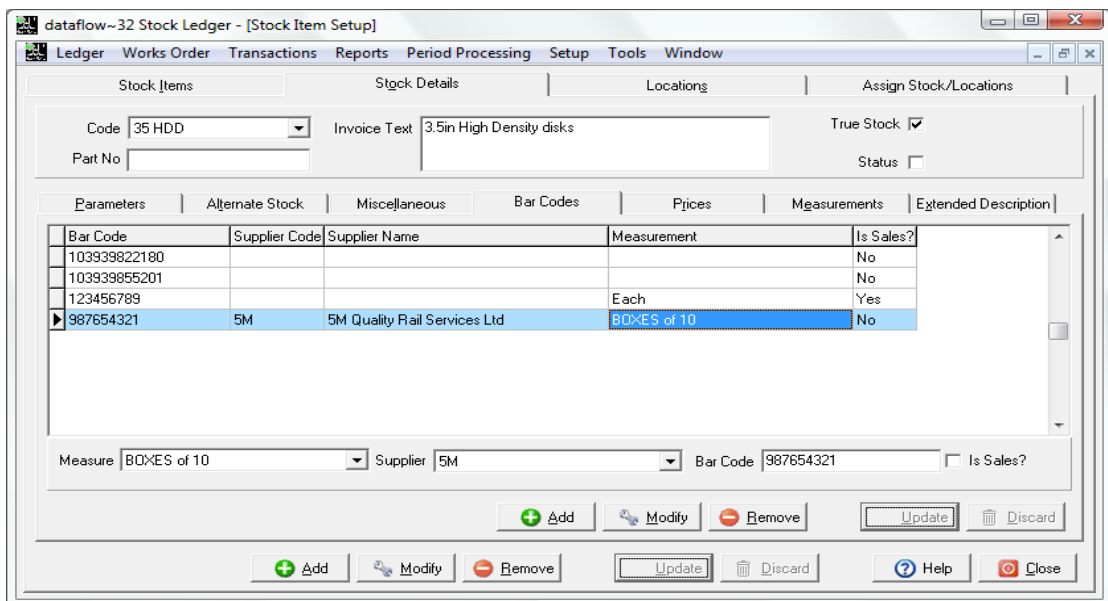 dataflow~32 Stock Ledger - [Stock Item Setup]
Ledger Works Order Transactions Reports Period Processing Setup Tools Window
Stock Items Stock Details Locations Assign Stock/Locations
Code 35 HDD Invoice Text 3.5in High Density disks True Stock
Part No Status
Parameters Alternate Stock Miscellaneous Bar Codes Prices Measurements Extended Description
Bar Code Supplier Code Supplier Name Measurement Is Sales?
103939822180 No
103939855201 No
123456789 Each Yes
987654321 5M 5M Quality Rail Services Ltd BOXES of 10 No
Measure BOXES of 10 Supplier 5M Bar Code 987654321 Is Sales?
Add Modify Remove Update Discard
Add Modify Remove Update Discard Help Close